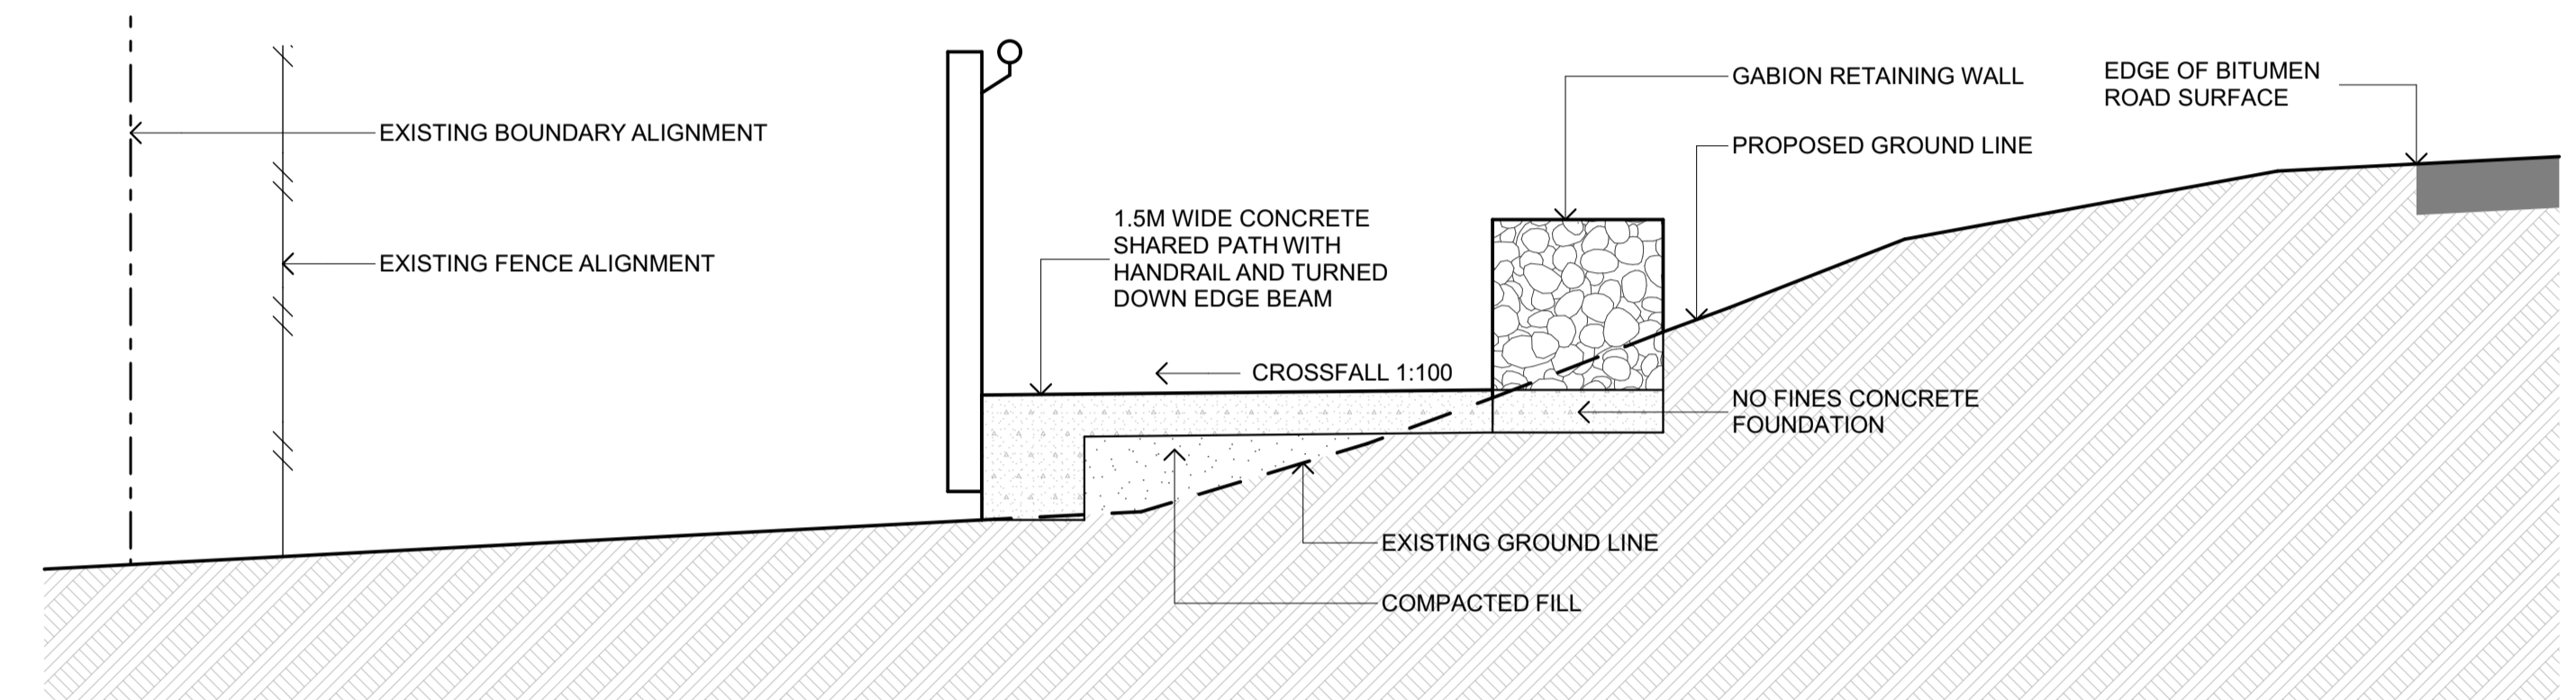 EXISTING BOUNDARY ALIGNMENT
EXISTING FENCE ALIGNMENT
1.5M WIDE CONCRETE
SHARED PATH WITH
HANDRAIL AND TURNED
DOWN EDGE BEAM
CROSSFALL 1:100
GABION RETAINING WALL
PROPOSED GROUND LINE
EDGE OF BITUMEN
ROAD SURFACE
NO FINES CONCRETE
FOUNDATION
EXISTING GROUND LINE
COMPACTED FILL